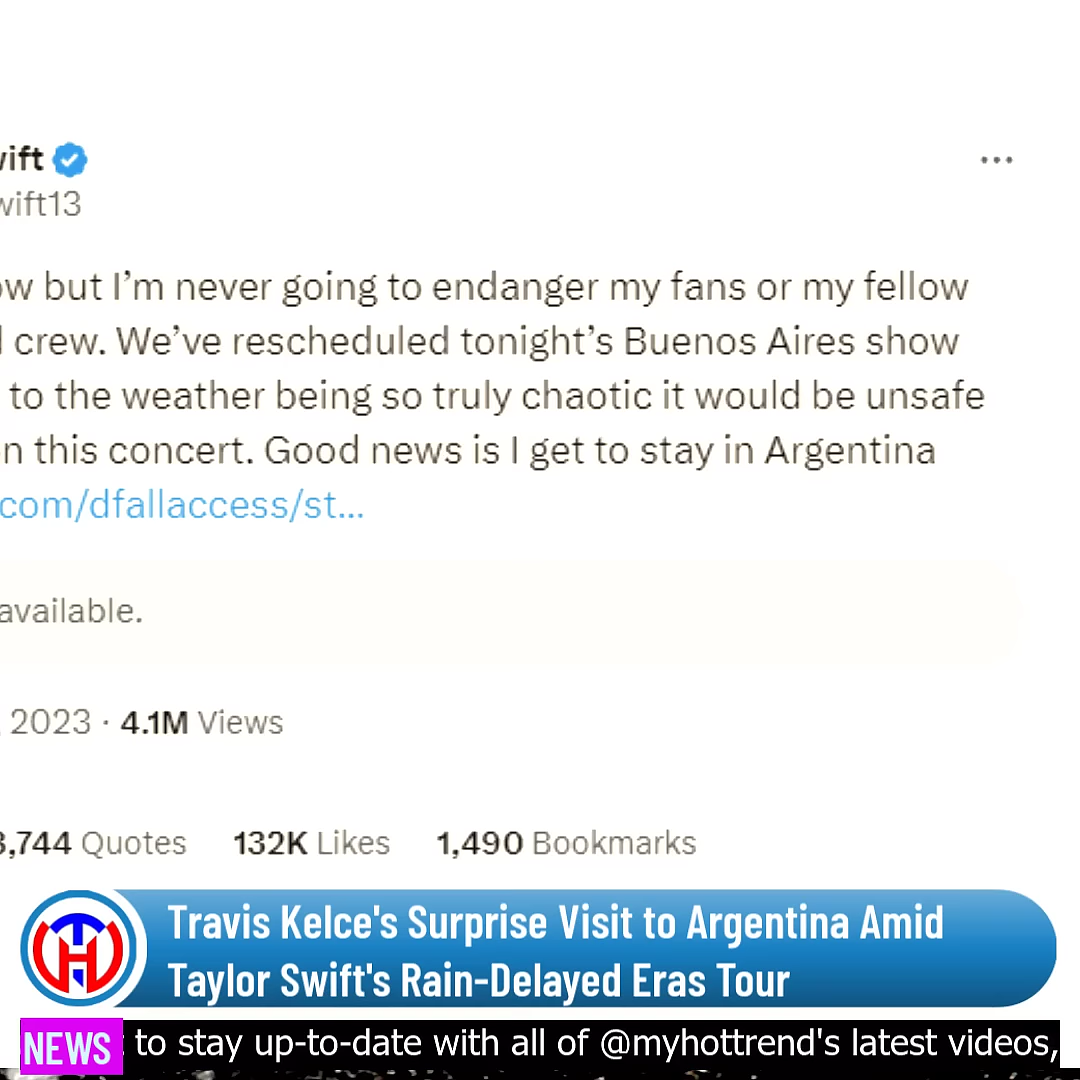 wift
wift13
ow but I’m never going to endanger my fans or my fellow
crew. We’ve rescheduled tonight’s Buenos Aires show
to the weather being so truly chaotic it would be unsafe
n this concert. Good news is I get to stay in Argentina
com/dfallaccess/st...
available.
2023 · 4.1M Views
3,744 Quotes 132K Likes 1,490 Bookmarks
Travis Kelce's Surprise Visit to Argentina Amid
Taylor Swift's Rain-Delayed Eras Tour
NEWS to stay up-to-date with all of @myhottrend's latest videos,